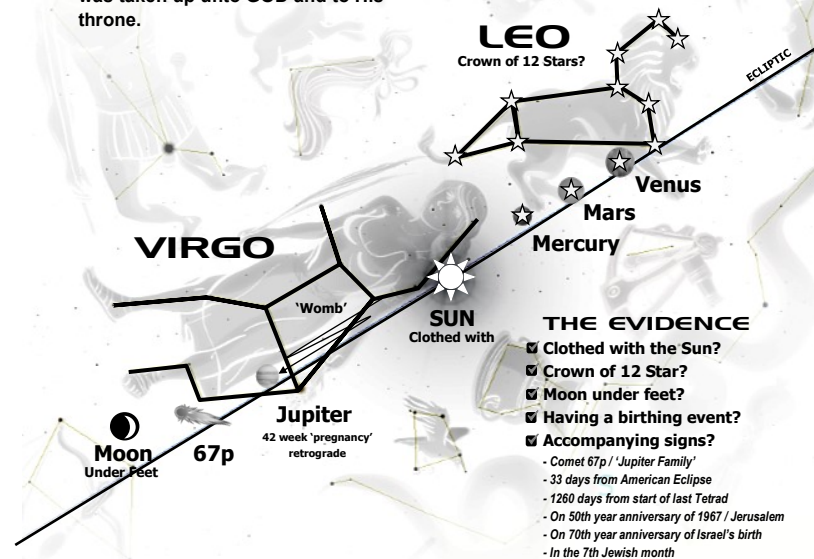 was taken up unto GOD and to His
throne.
LEO
Crown of 12 Stars?
ECLIPTIC
Venus
Mars
Mercury
VIRGO
'Womb'
SUN
Clothed with
Jupiter
42 week 'pregnancy'
retrograde
67p
Moon
Under Feet
THE EVIDENCE
Clothed with the Sun?
Crown of 12 Star?
Moon under feet?
Having a birthing event?
Accompanying signs?
- Comet 67p / 'Jupiter Family'
- 33 days from American Eclipse
- 1260 days from start of last Tetrad
- On 50th year anniversary of 1967 / Jerusalem
- On 70th year anniversary of Israel's birth
- In the 7th Jewish month